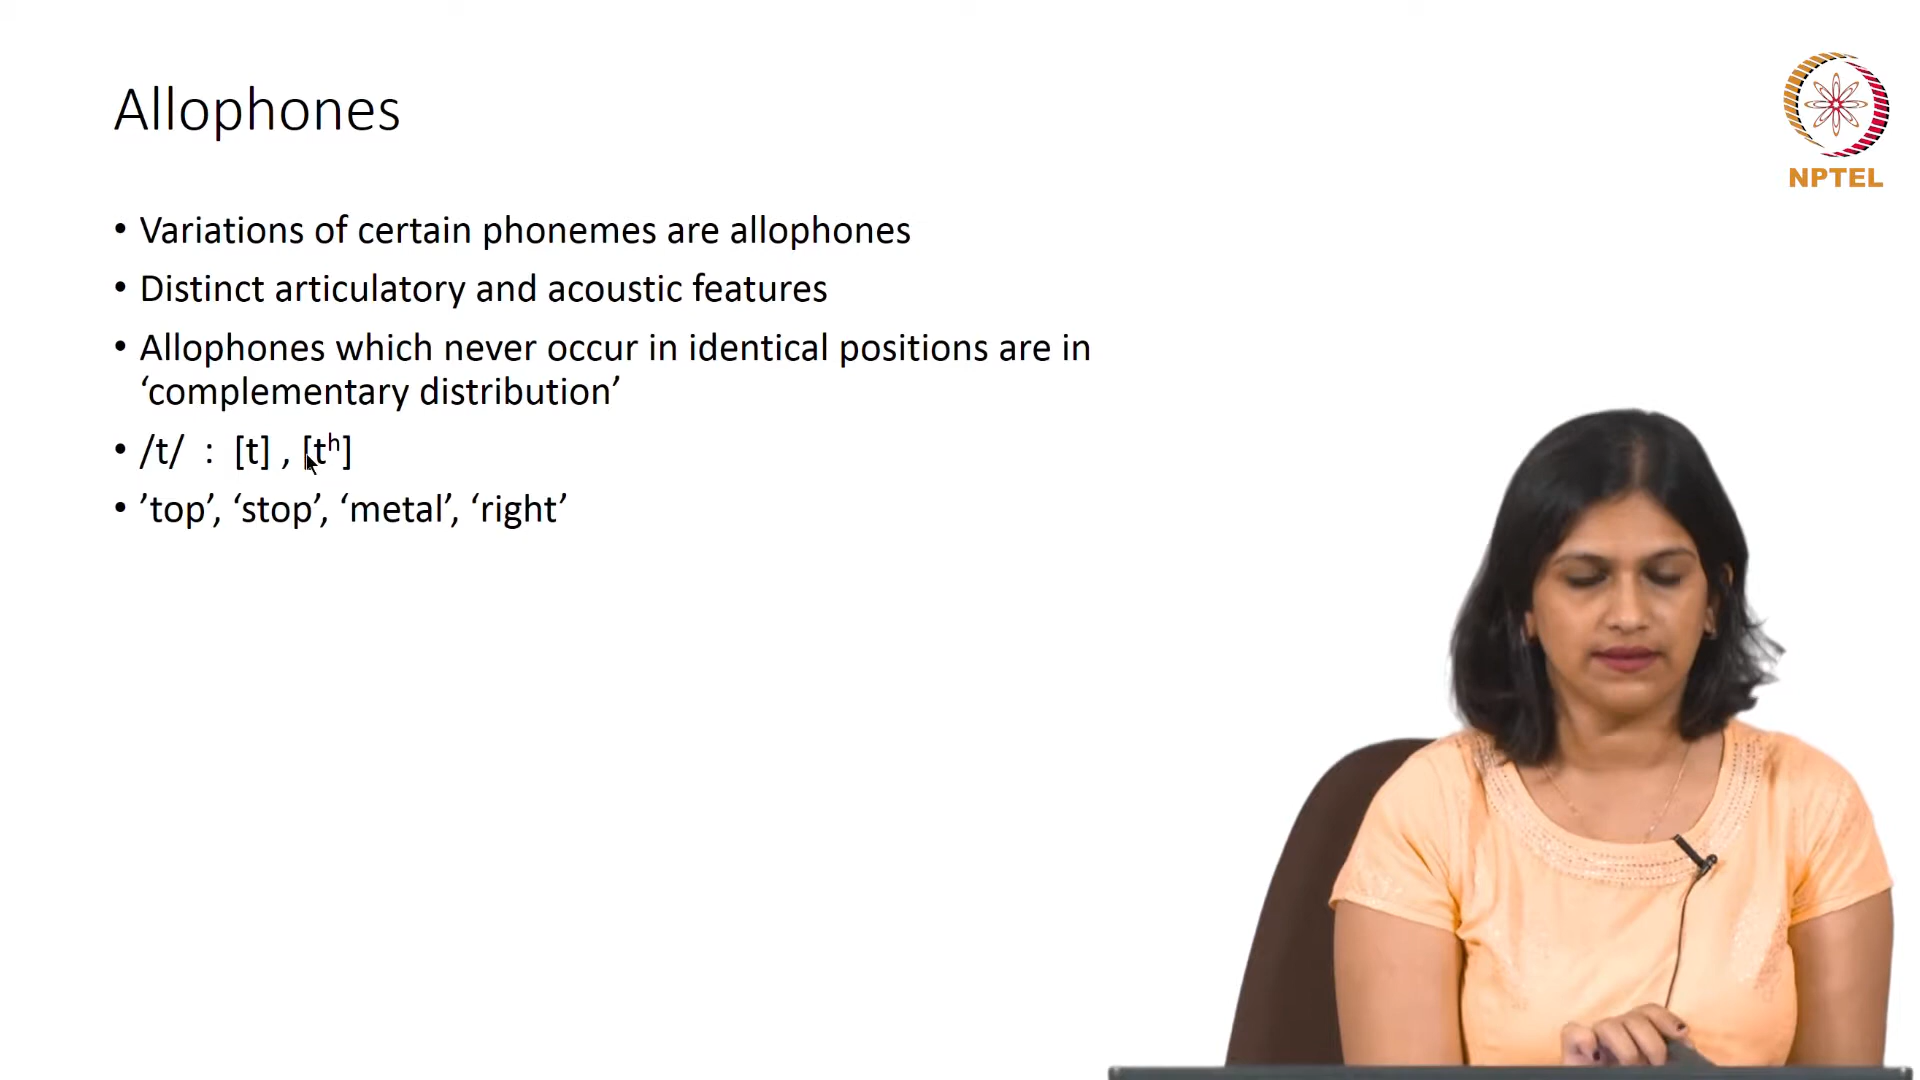 Allophones
NPTEL
• Variations of certain phonemes are allophones
• Distinct articulatory and acoustic features
• Allophones which never occur in identical positions are in
‘complementary distribution’
• /t/ : [t] , [tʰ]
• ’top’, ‘stop’, ‘metal’, ‘right’